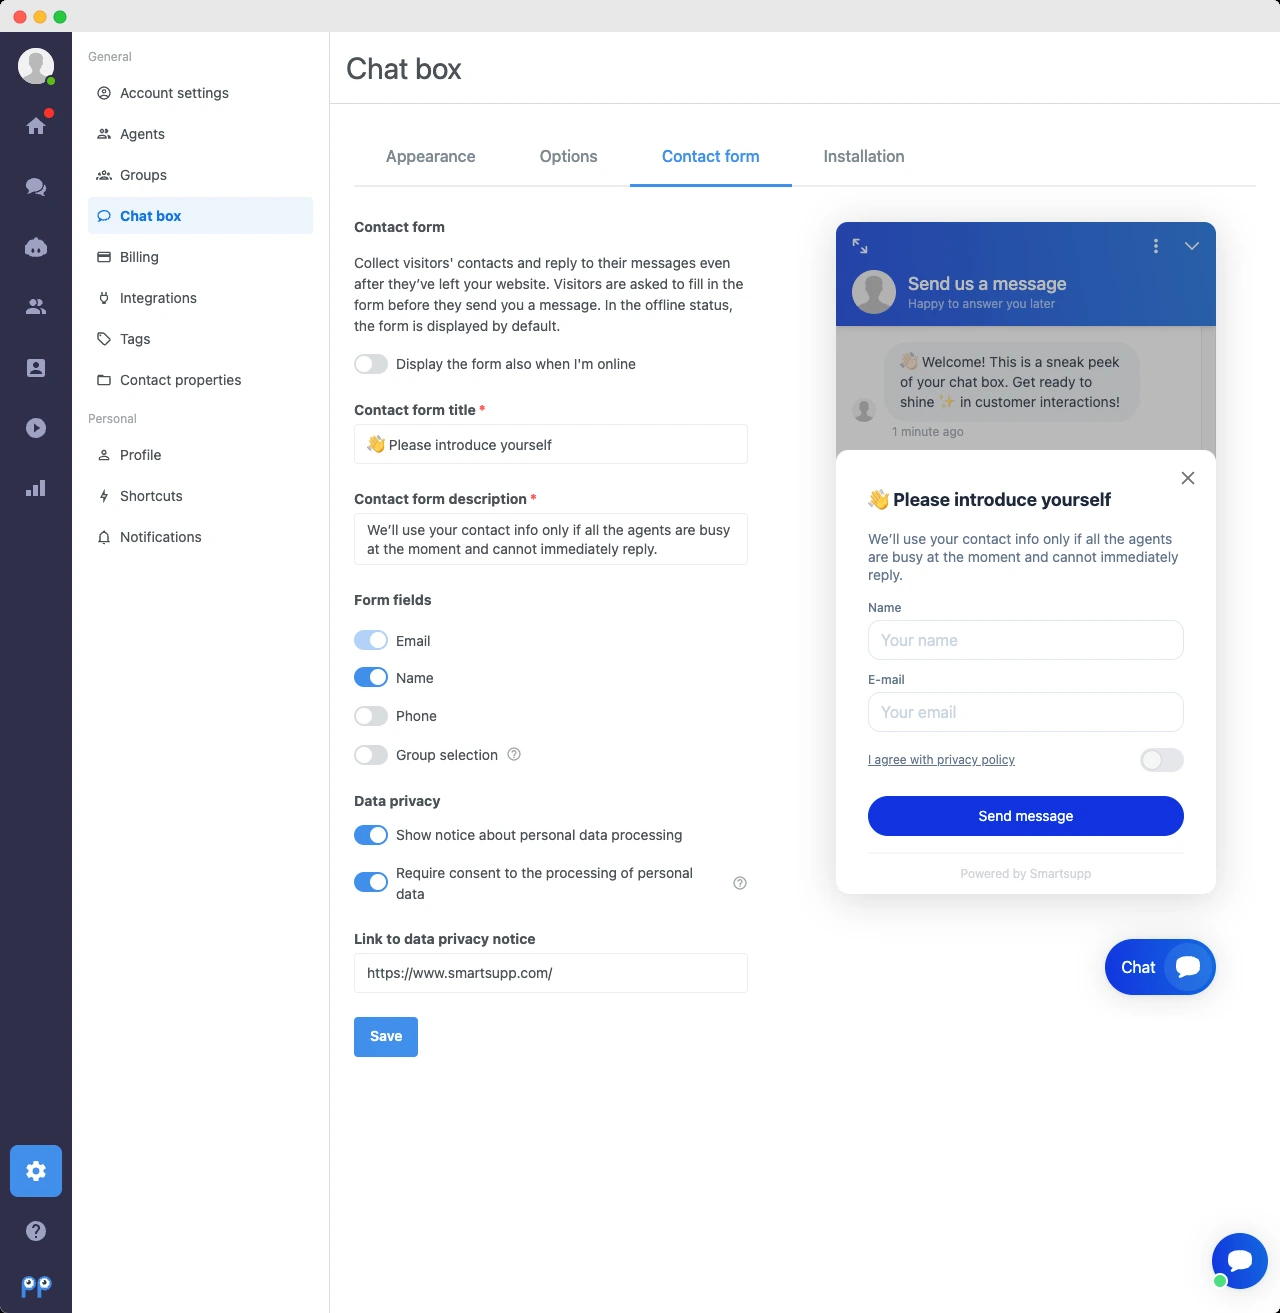 General
Account settings
Agents
Groups
Chat box
Billing
Integrations
Tags
Contact properties
Personal
Profile
Shortcuts
Notifications
Chat box
Appearance
Options
Contact form
Installation
Contact form
Collect visitors' contacts and reply to their messages even
after they’ve left your website. Visitors are asked to fill in the
form before they send you a message. In the offline status,
the form is displayed by default.
Display the form also when I'm online
Contact form title *
👋 Please introduce yourself
Contact form description *
We’ll use your contact info only if all the agents are busy
at the moment and cannot immediately reply.
Form fields
Email
Name
Phone
Group selection
Data privacy
Show notice about personal data processing
Require consent to the processing of personal
data
Link to data privacy notice
https://www.smartsupp.com/
Save
Send us a message
Happy to answer you later
👋🏻 Welcome! This is a sneak peek
of your chat box. Get ready to
shine ✨ in customer interactions!
1 minute ago
👋 Please introduce yourself
We’ll use your contact info only if all the agents
are busy at the moment and cannot immediately
reply.
Name
Your name
E-mail
Your email
I agree with privacy policy
Send message
Powered by Smartsupp
Chat